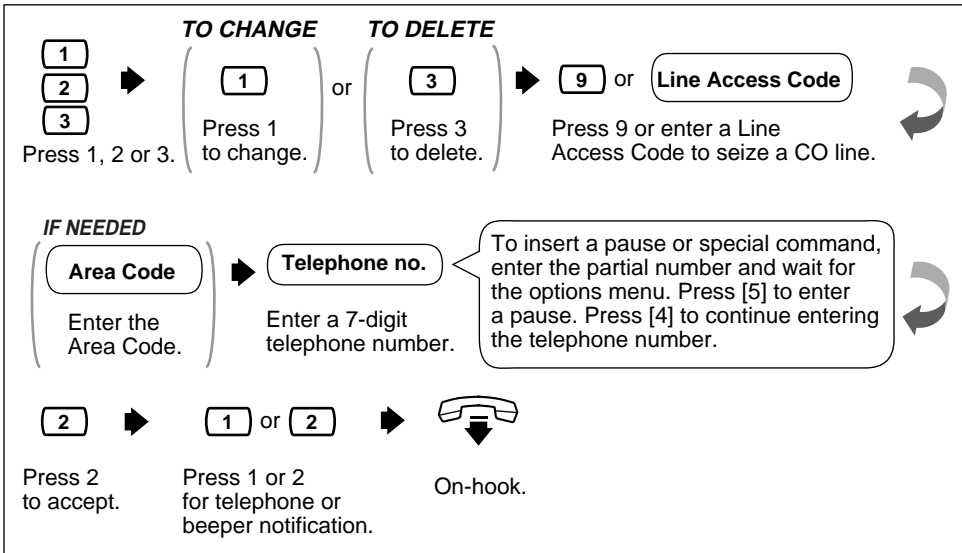 TO CHANGE TO DELETE
1
2
3
Press 1, 2 or 3.
1
Press 1
to change.
or
3
Press 3
to delete.
9 or Line Access Code
Press 9 or enter a Line
Access Code to seize a CO line.
IF NEEDED
Area Code
Enter the
Area Code.
Telephone no.
Enter a 7-digit
telephone number.
To insert a pause or special command,
enter the partial number and wait for
the options menu. Press [5] to enter
a pause. Press [4] to continue entering
the telephone number.
2
Press 2
to accept.
1 or 2
Press 1 or 2
for telephone or
beeper notification.
On-hook.